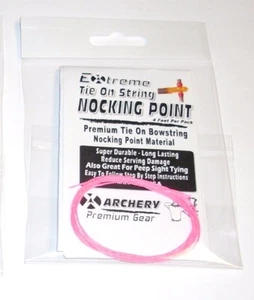 Extreme
Tie On String
NOCKING POINT
6 Feet Per Pack
Premium Tie On Bowstring
Nocking Point Material
Super Durable - Long Lasting
Reduce Serving Damage
Also Great For Peep Sight Tying
Easy To Follow Step By Step Instructions
X ARCHERY
Premium Gear